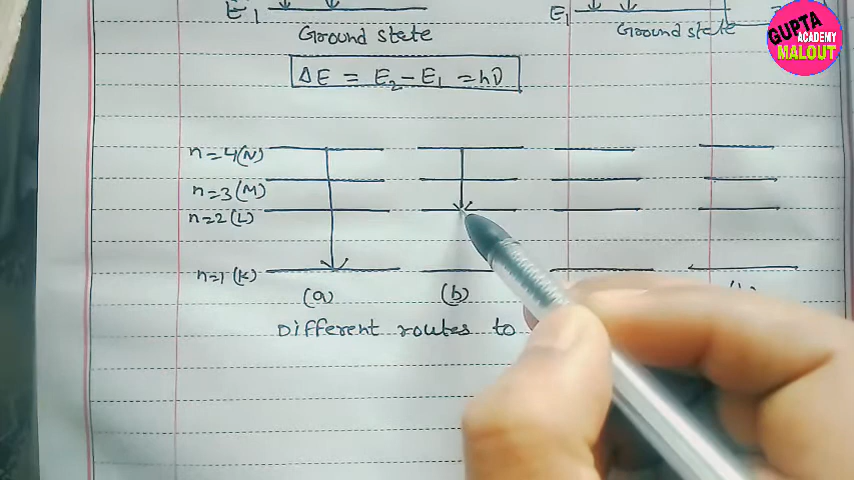 E₁ E₁
Ground state Ground state
GUPTA
ACADEMY
MALOUT
ΔE = E₂-E₁ = hν
n=4(N)
n=3(M)
n=2(L)
n=1(K)
(a) (b)
Different routes to